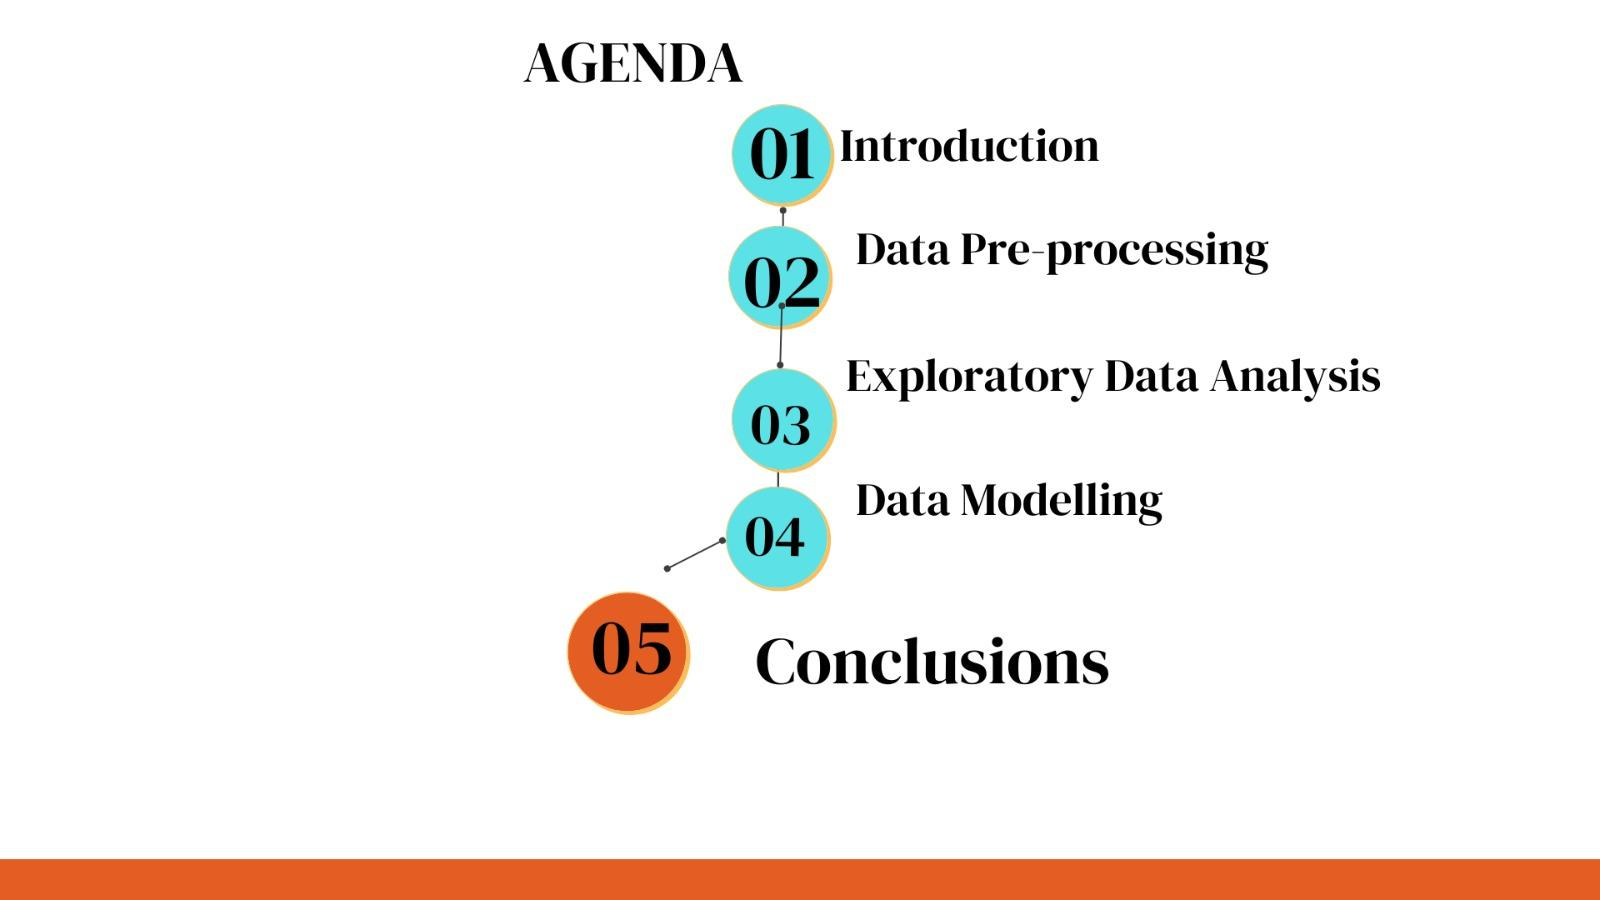 AGENDA
01 Introduction
02 Data Pre-processing
03 Exploratory Data Analysis
04 Data Modelling
05 Conclusions